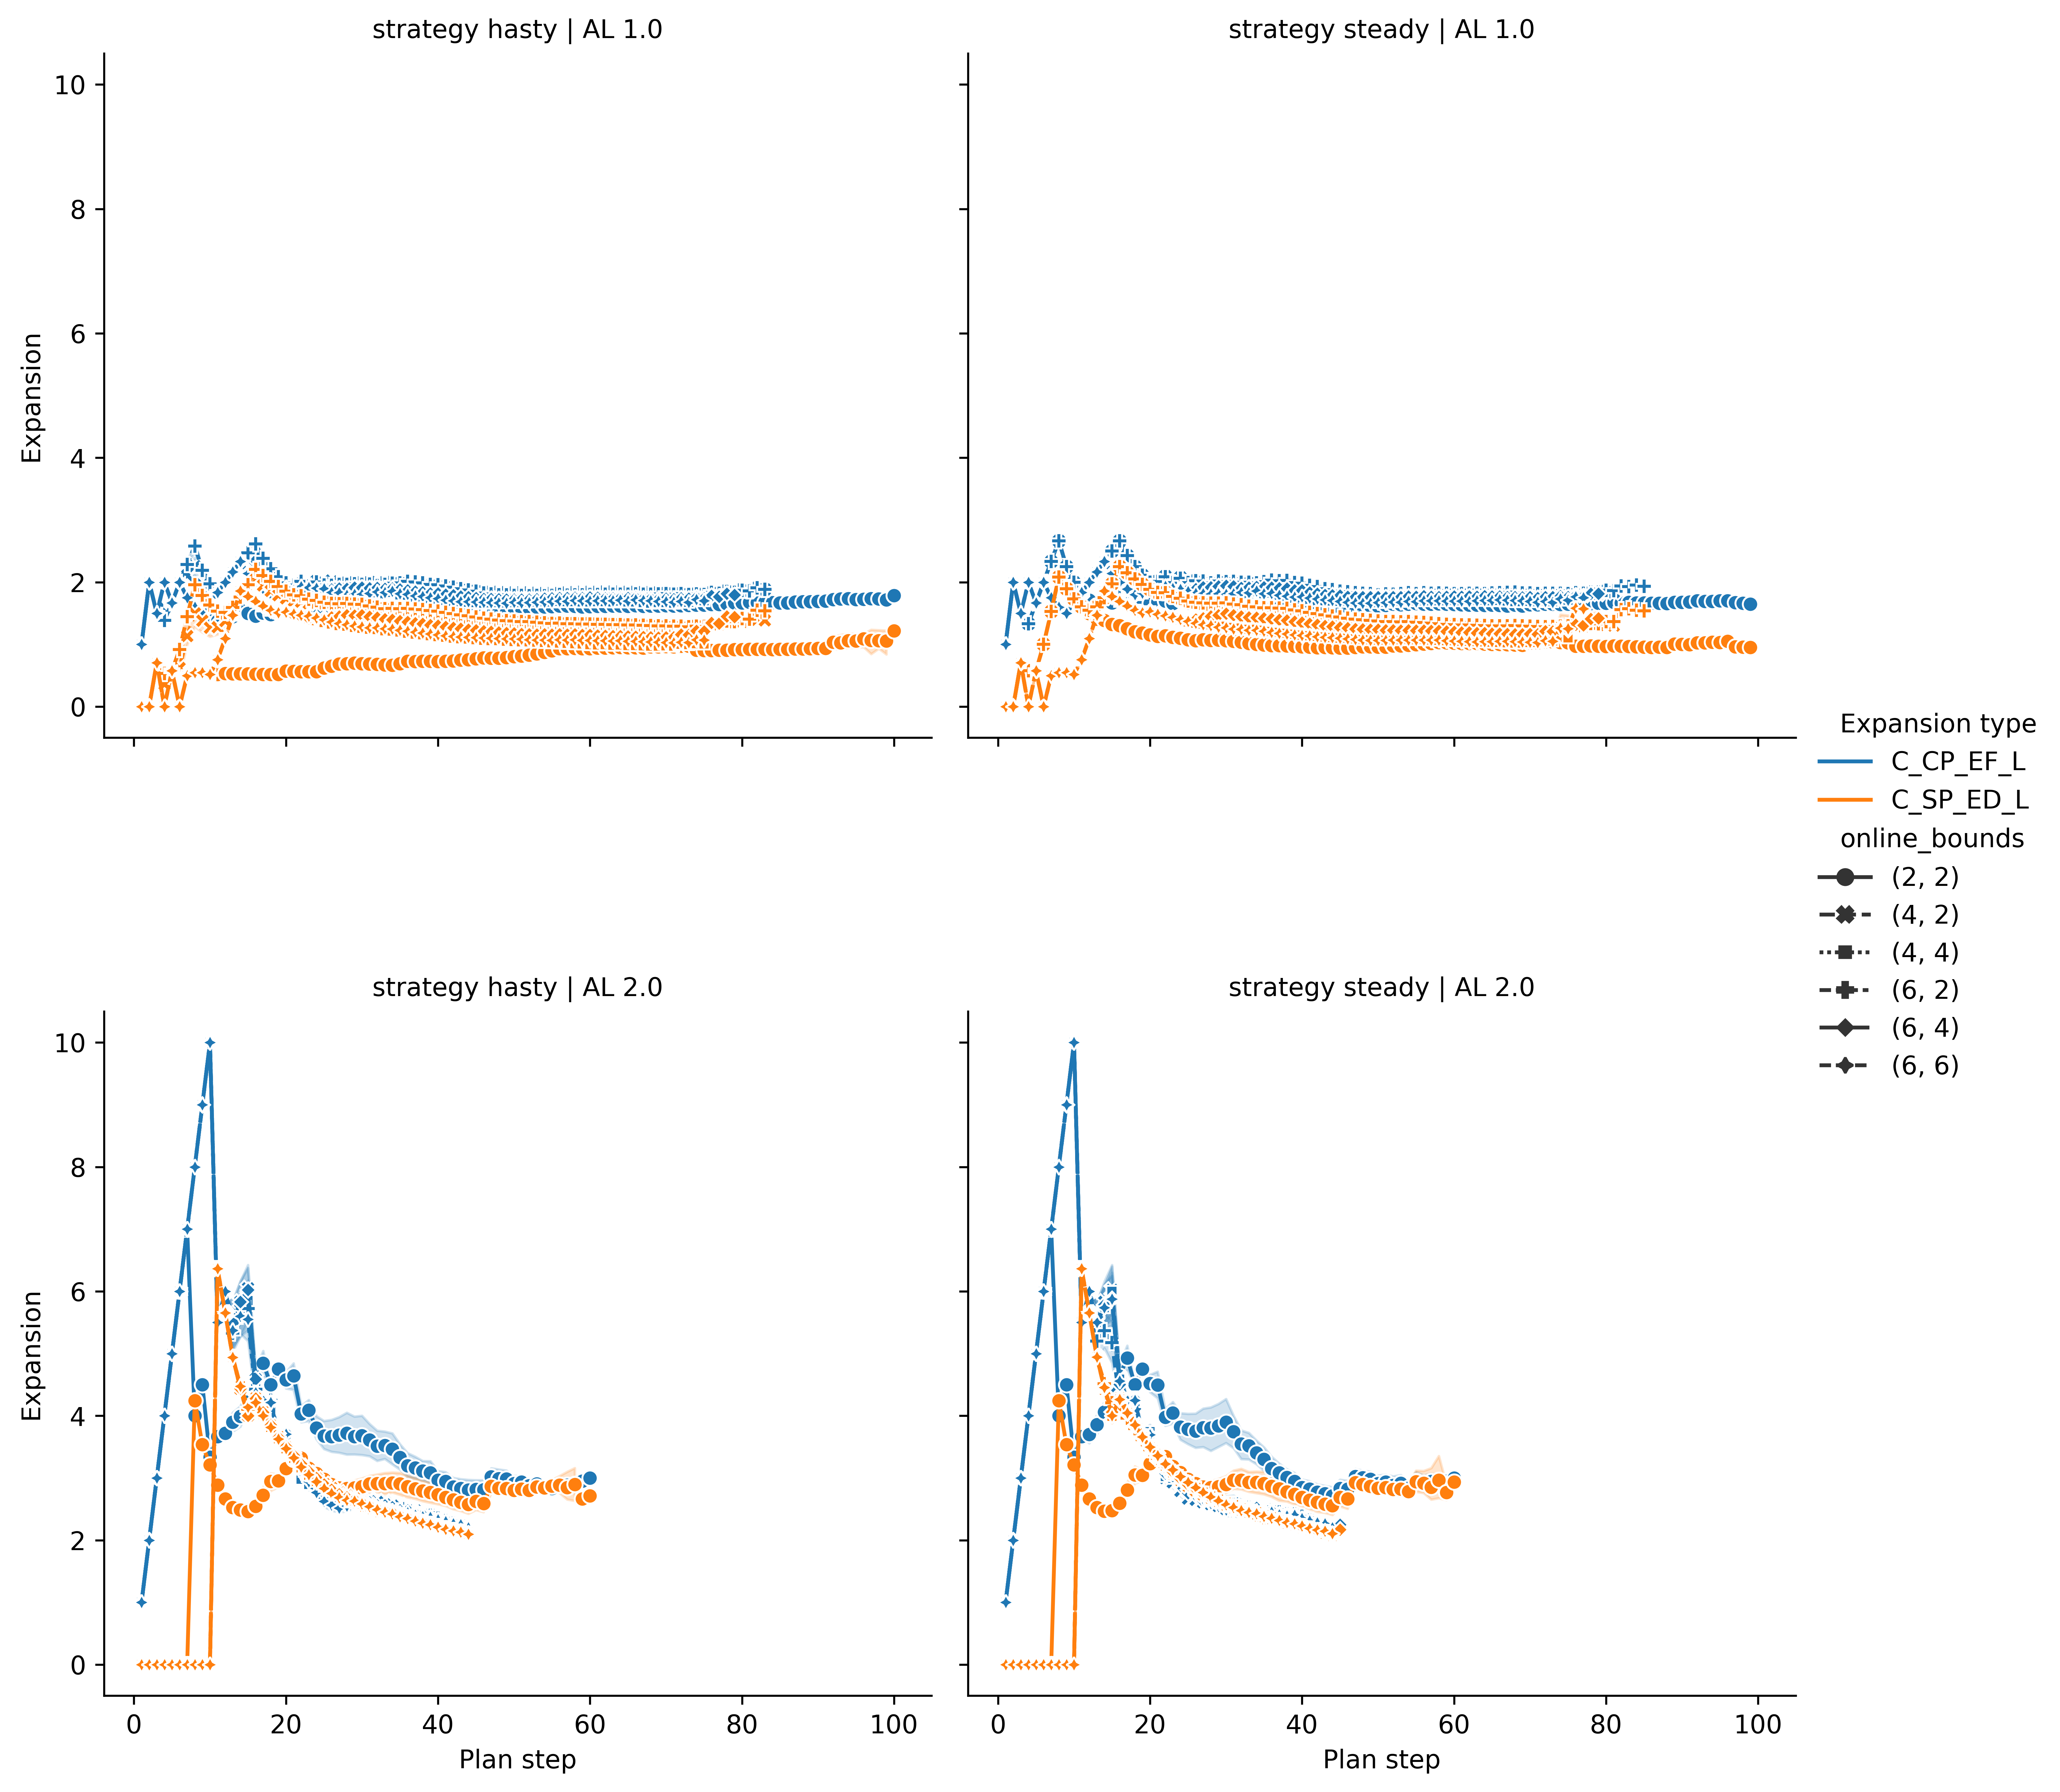 strategy hasty | AL 1.0
strategy steady | AL 1.0
10
8
6
4
2
0
Expansion
Expansion type
C_CP_EF_L
C_SP_ED_L
online_bounds
(2, 2)
(4, 2)
(4, 4)
(6, 2)
(6, 4)
(6, 6)
strategy hasty | AL 2.0
strategy steady | AL 2.0
10
8
6
4
2
0
Expansion
0 20 40 60 80 100
0 20 40 60 80 100
Plan step
Plan step